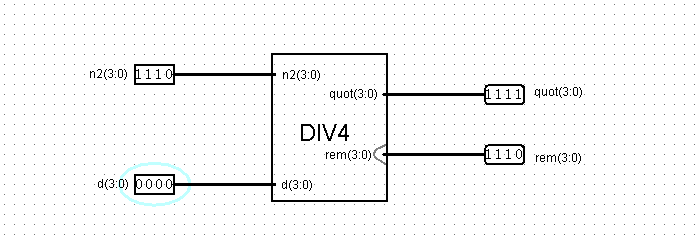 n2(3:0) 1110 n2(3:0)
quot(3:0) 1111 quot(3:0)
DIV4
rem(3:0) 1110 rem(3:0)
d(3:0) 0000 d(3:0)